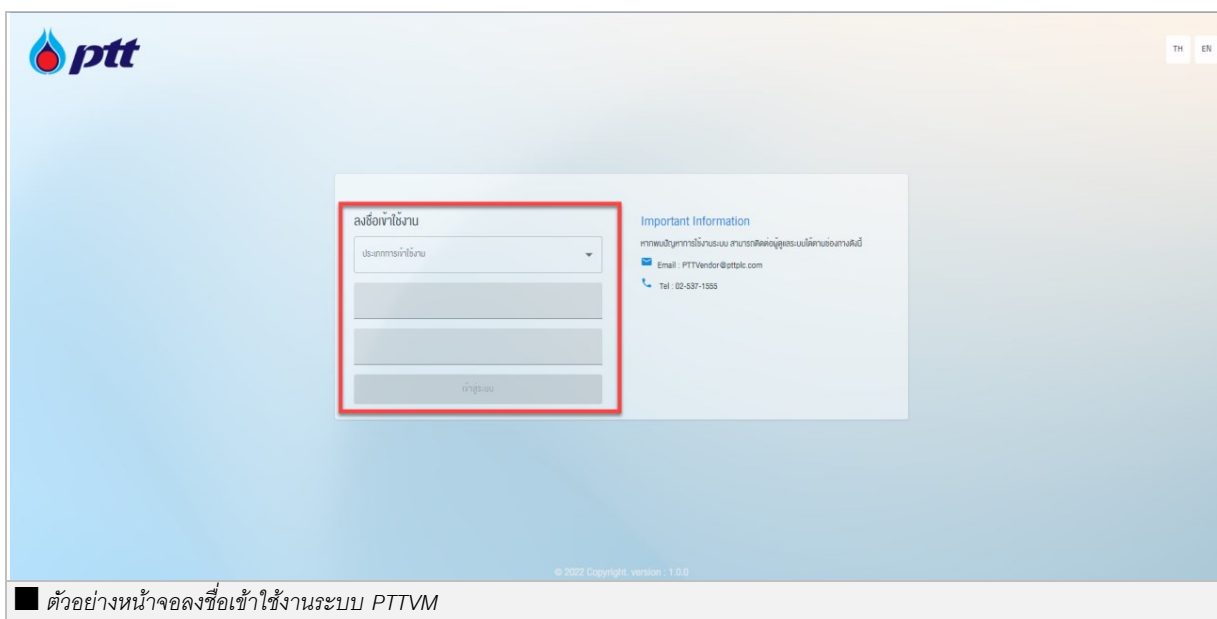 ptt
TH EN
ลงชื่อเข้าใช้งาน
ประเภทการเข้าใช้งาน
เข้าสู่ระบบ
Important Information
หากพบปัญหาการใช้งานระบบ สามารถติดต่อผู้ดูแลระบบได้ตามช่องทางดังนี้
Email : PTTVendor@pttplc.com
Tel : 02-537-1555
© 2022 Copyright. version : 1.0.0
ตัวอย่างหน้าจอลงชื่อเข้าใช้งานระบบ PTTVM